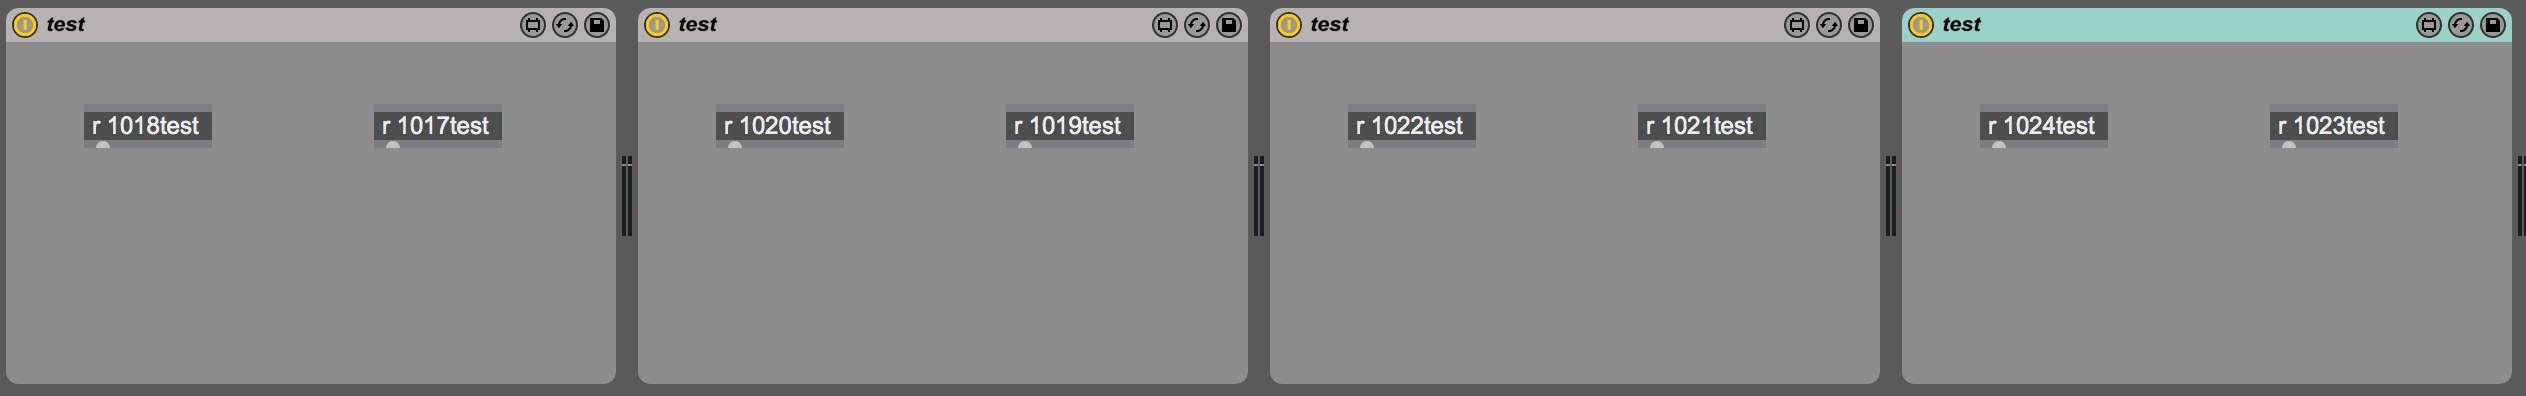 test
r 1018test
r 1017test
test
r 1020test
r 1019test
test
r 1022test
r 1021test
test
r 1024test
r 1023test